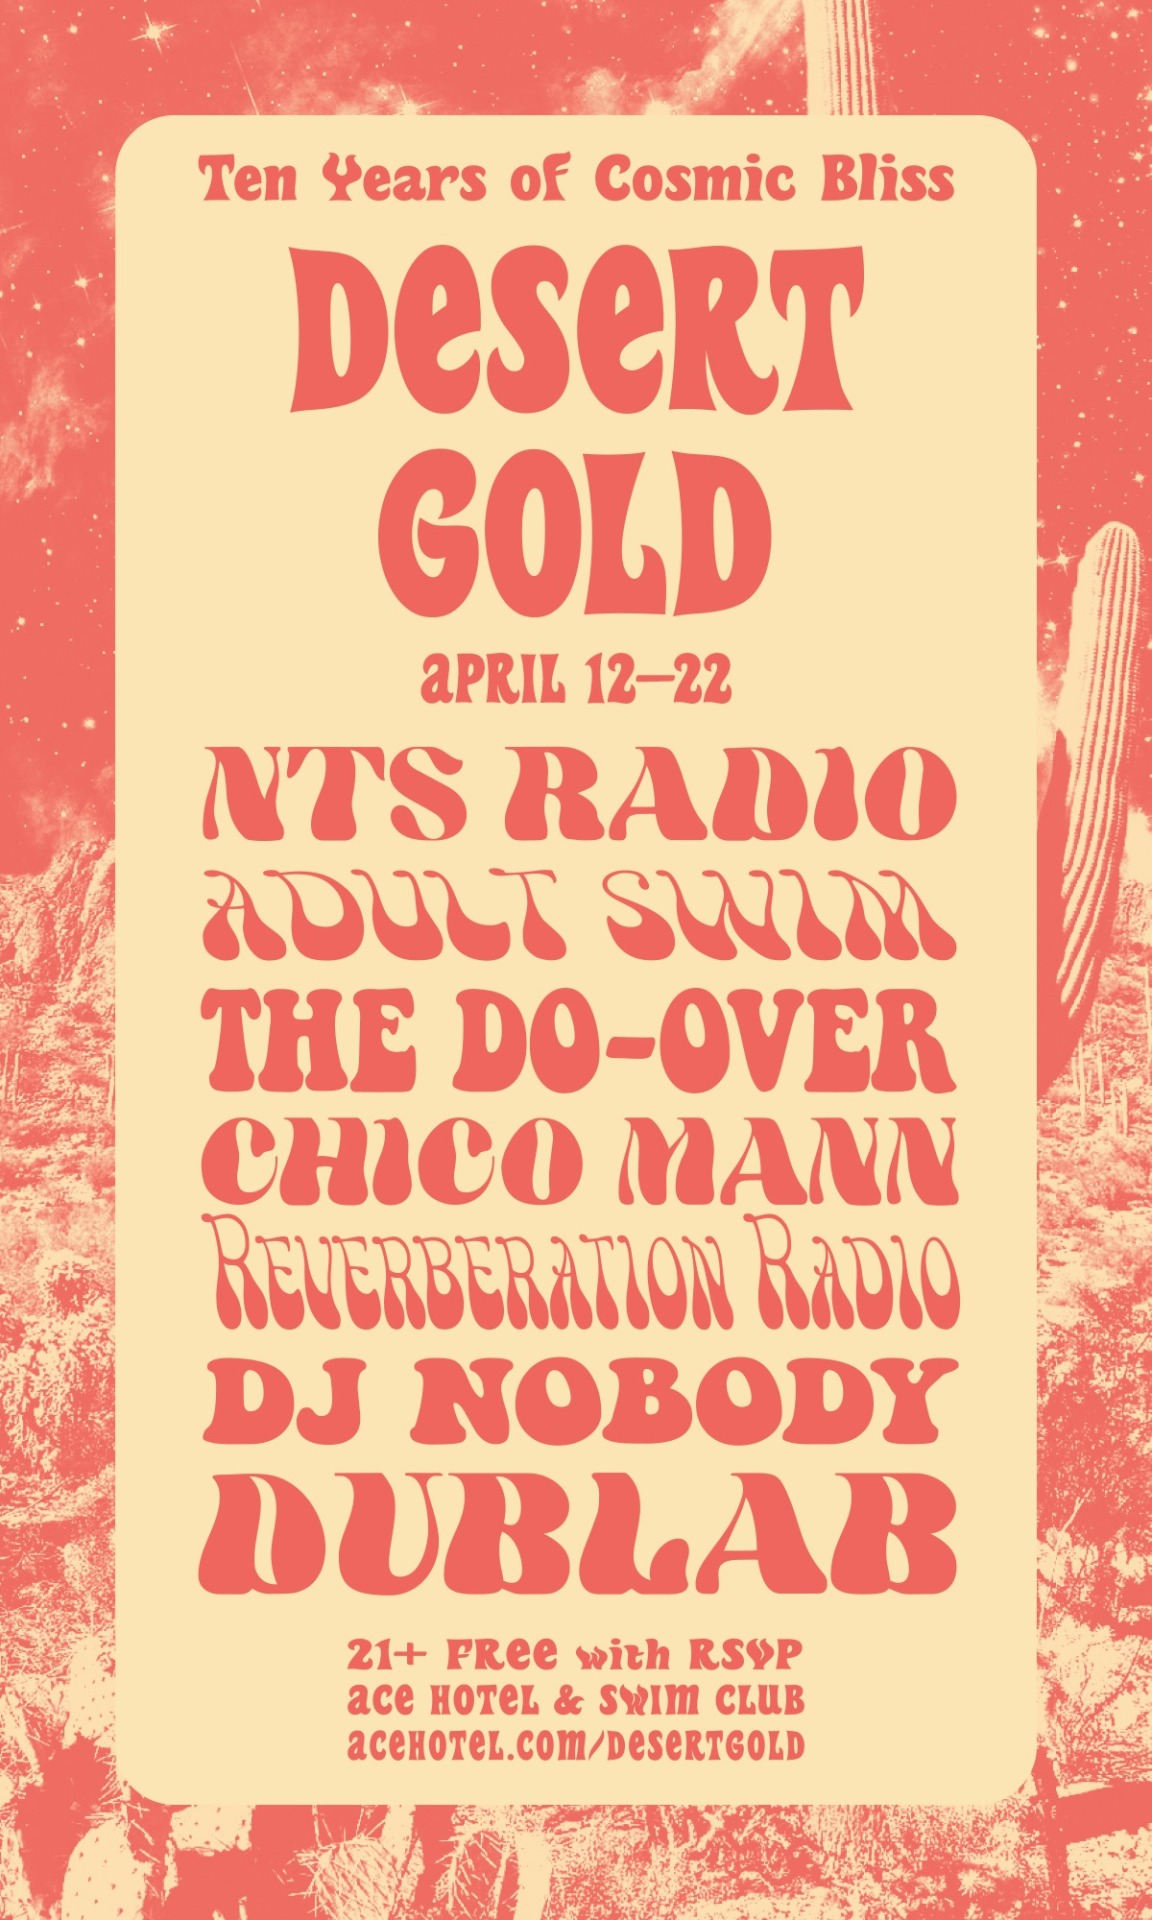 Ten Years of Cosmic Bliss
DeSeRT
GOLD
aPRIL 12—22
NTS RADIO
ADULT SWIM
THE DO-OVER
CHICO MANN
REVERBERATION RADIO
DJ NOBODY
DUBLAB
21+ FRee with RSVP
ace HOTeL & SWIM CLUB
aceHOTeL.COM/DeSeRTGOLD